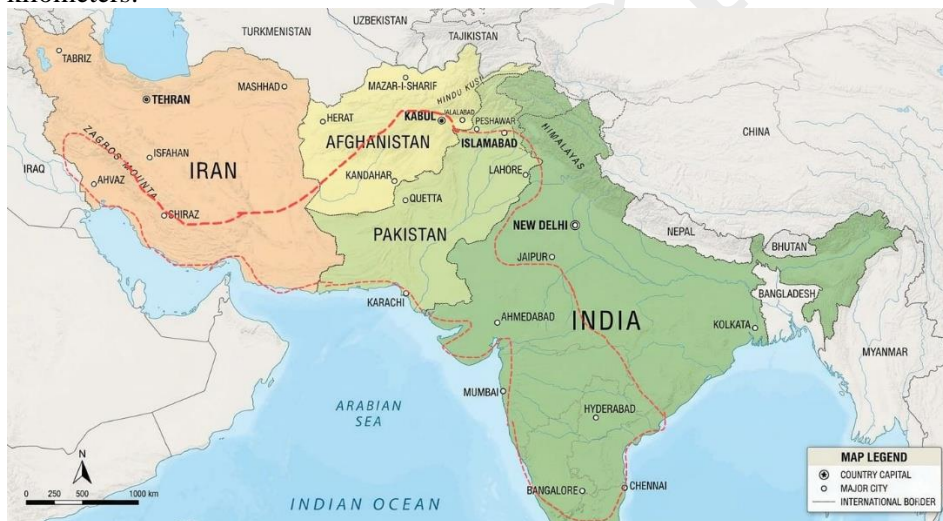 kilometers.
UZBEKISTAN
TURKMENISTAN
TAJIKISTAN
TABRIZ
TEHRAN
MASHHAD
MAZAR-I-SHARIF
HINDU KUSH
HERAT
KABUL
JALALABAD
PESHAWAR
AFGHANISTAN
ISLAMABAD
HIMALAYAS
CHINA
ZAGROS MOUNTA
ISFAHAN
IRAN
IRAQ
AHVAZ
KANDAHAR
LAHORE
SHIRAZ
QUETTA
PAKISTAN
NEW DELHI
NEPAL
BHUTAN
JAIPUR
KARACHI
BANGLADESH
AHMEDABAD
INDIA
KOLKATA
MYANMAR
MUMBAI
ARABIAN
SEA
HYDERABAD
N
0 250 500 1000 km
INDIAN OCEAN
BANGALORE
CHENNAI
MAP LEGEND
COUNTRY CAPITAL
MAJOR CITY
INTERNATIONAL BORDER